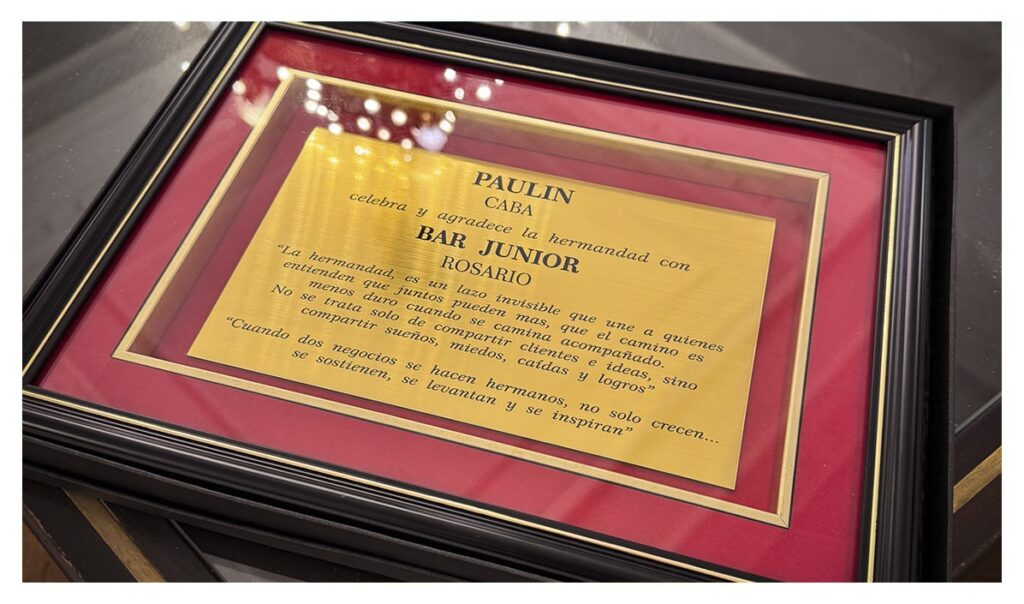 PAULIN
CABA
celebra y agradece la hermandad con
BAR JUNIOR
ROSARIO
“La hermandad, es un lazo invisible que une a quienes
entienden que juntos pueden mas, que el camino es
menos duro cuando se camina acompañado.
No se trata solo de compartir clientes e ideas, sino
compartir sueños, miedos, caídas y logros”
“Cuando dos negocios se hacen hermanos, no solo crecen...
se sostienen, se levantan y se inspiran”